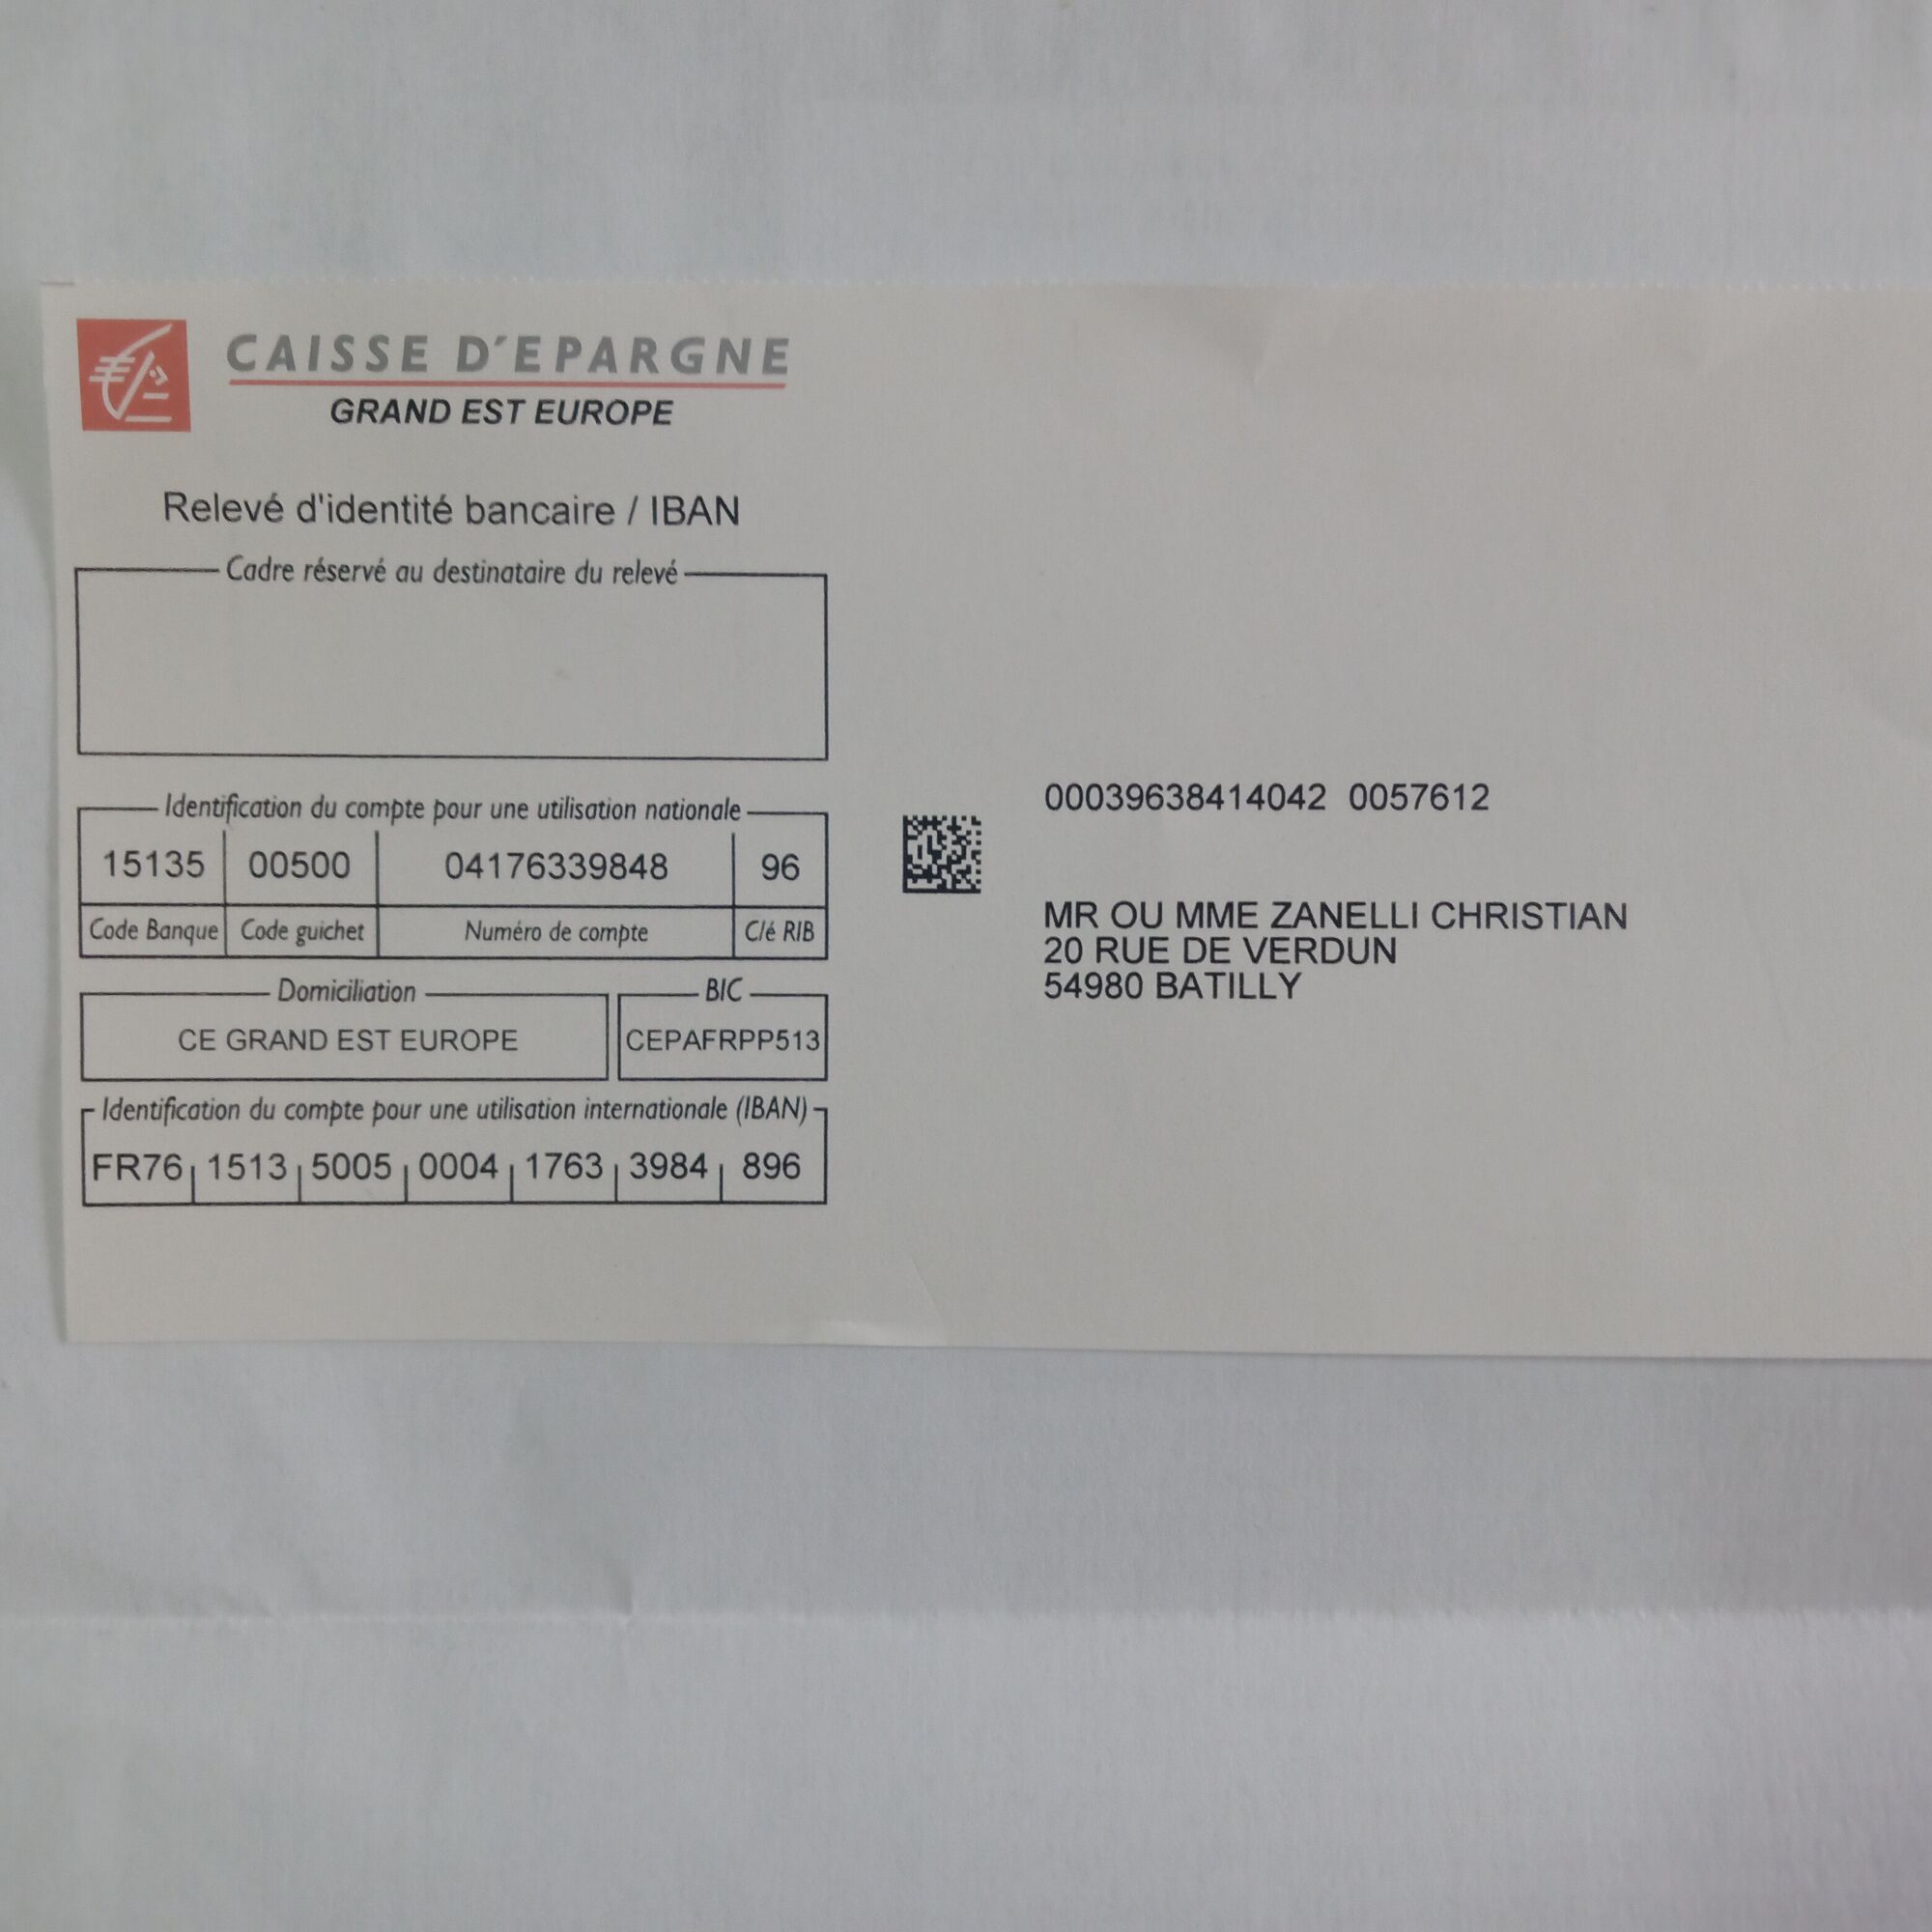 CAISSE D'EPARGNE
GRAND EST EUROPE
Relevé d'identité bancaire / IBAN
Cadre réservé au destinataire du relevé
Identification du compte pour une utilisation nationale
15135 00500 04176339848 96
Code Banque Code guichet Numéro de compte Clé RIB
Domiciliation BIC
CE GRAND EST EUROPE CEPAFRPP513
Identification du compte pour une utilisation internationale (IBAN)
FR76 1513 5005 0004 1763 3984 896
00039638414042 0057612
MR OU MME ZANELLI CHRISTIAN
20 RUE DE VERDUN
54980 BATILLY